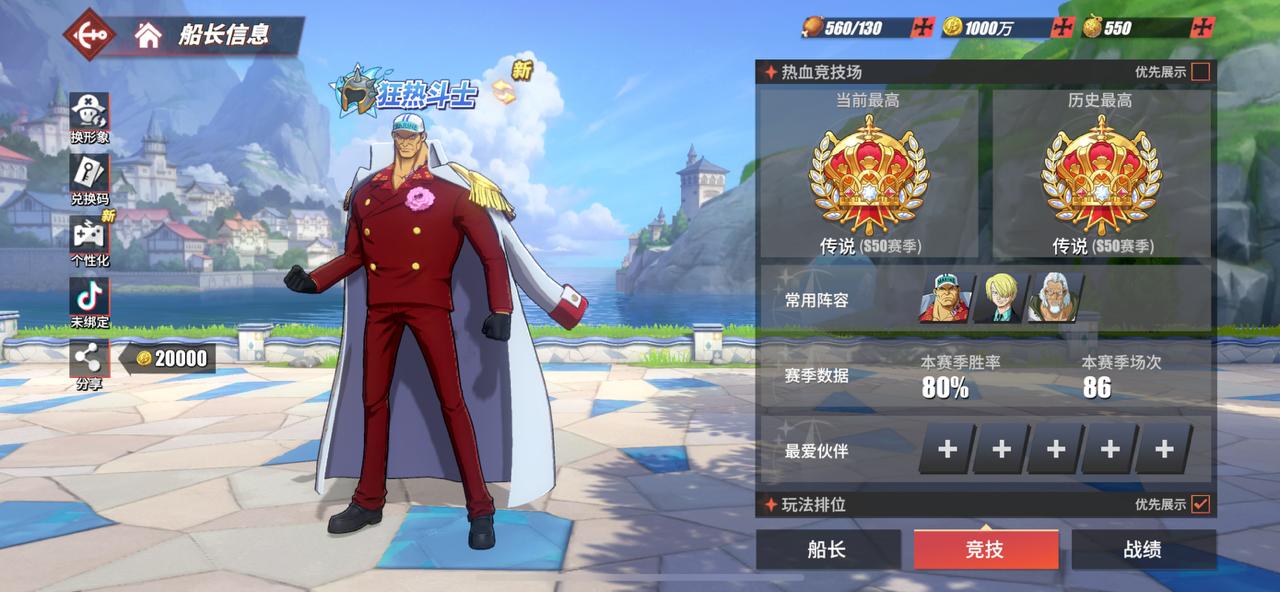 船长信息
560/130
1000万
550
新
狂热斗士
换形象
兑换码
新
个性化
未绑定
分享
20000
MARINE
热血竞技场
优先展示
当前最高
历史最高
传说 (S50赛季)
传说 (S50赛季)
常用阵容
赛季数据
本赛季胜率
本赛季场次
80%
86
最爱伙伴
玩法排位
优先展示
船长
竞技
战绩